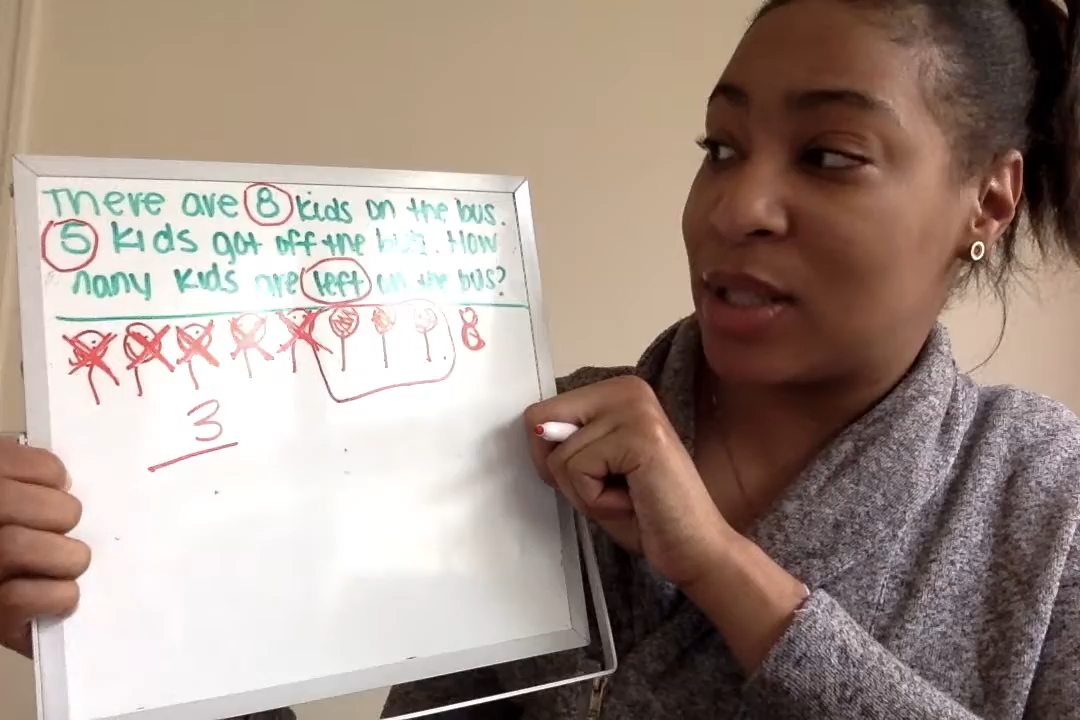 There are 8 kids on the bus.
5 kids got off the bus. How
many kids are left on the bus?
8
3